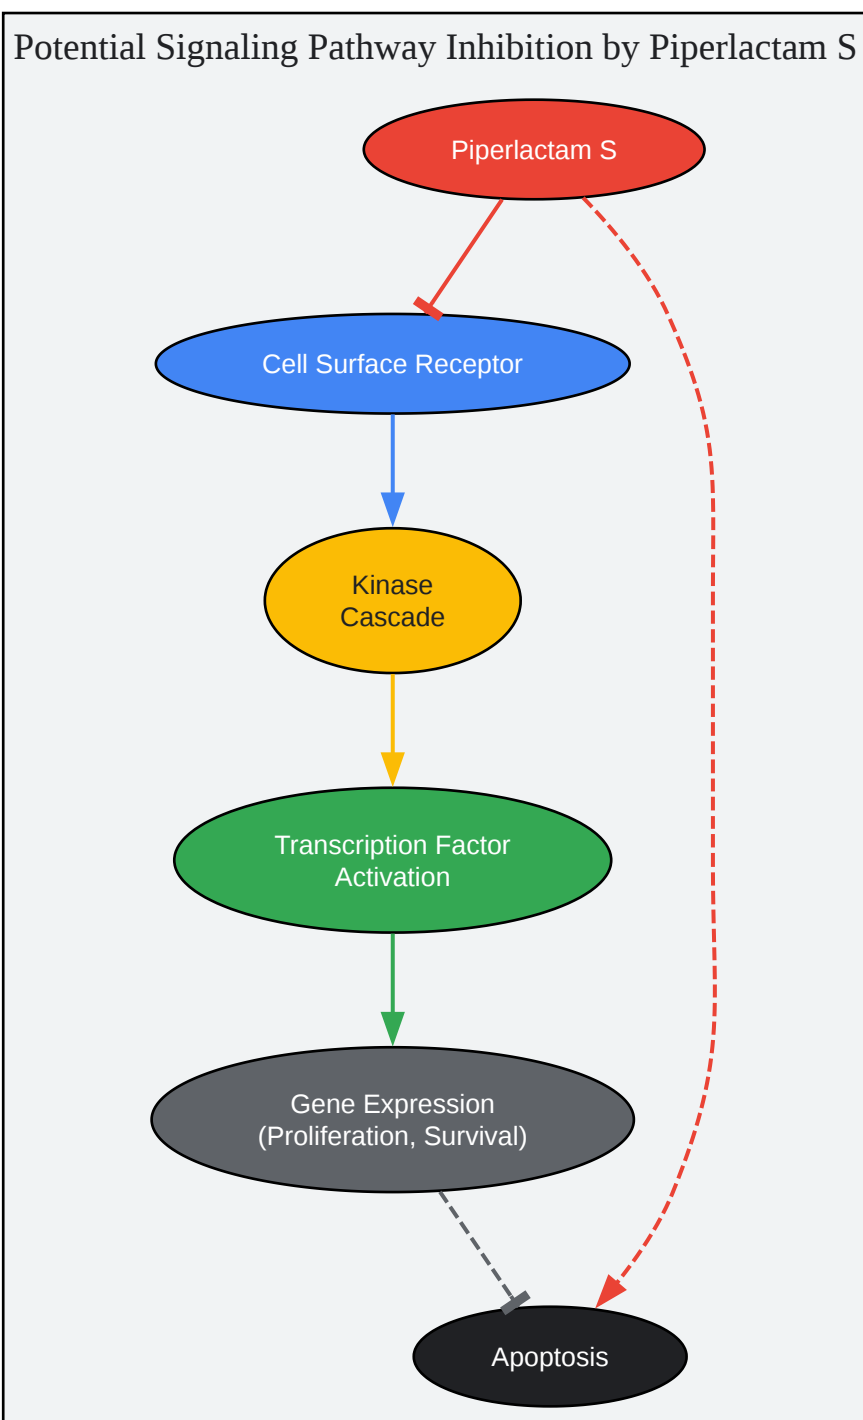 Potential Signaling Pathway Inhibition by Piperlactam S
Piperlactam S
Cell Surface Receptor
Kinase
Cascade
Transcription Factor
Activation
Gene Expression
(Proliferation, Survival)
Apoptosis